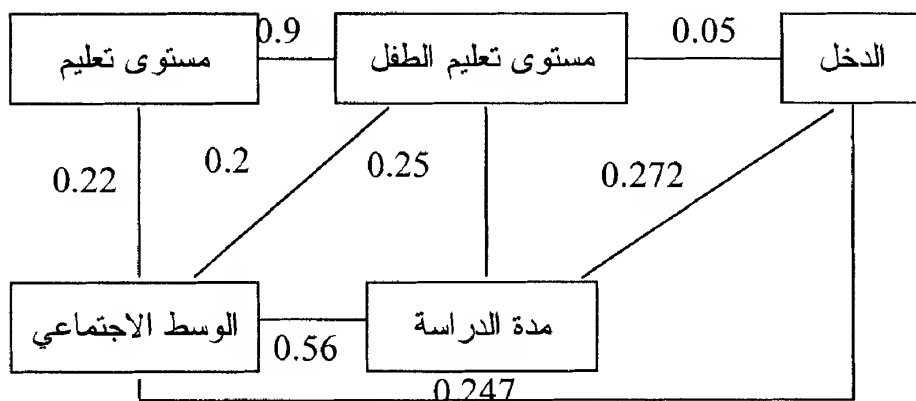 مستوى تعليم
0.9
مستوى تعليم الطفل
0.05
الدخل
0.22
0.2
0.25
0.272
الوسط الاجتماعي
0.56
مدة الدراسة
0.247